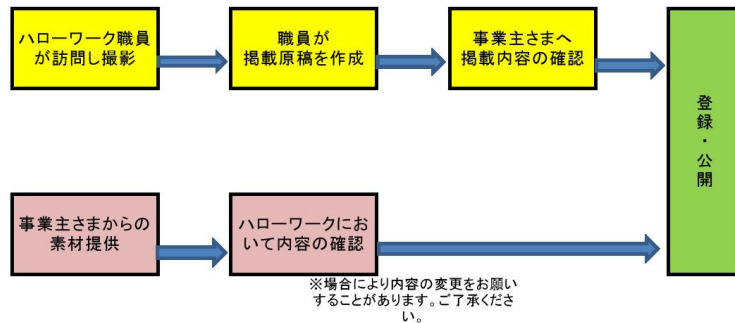 ハローワーク職員
が訪問し撮影
職員が
掲載原稿を作成
事業主さまへ
掲載内容の確認
登録・公開
事業主さまからの
素材提供
ハローワークにお
いて内容の確認
※場合により内容の変更をお願い
することがあります。ご了承くださ
い。